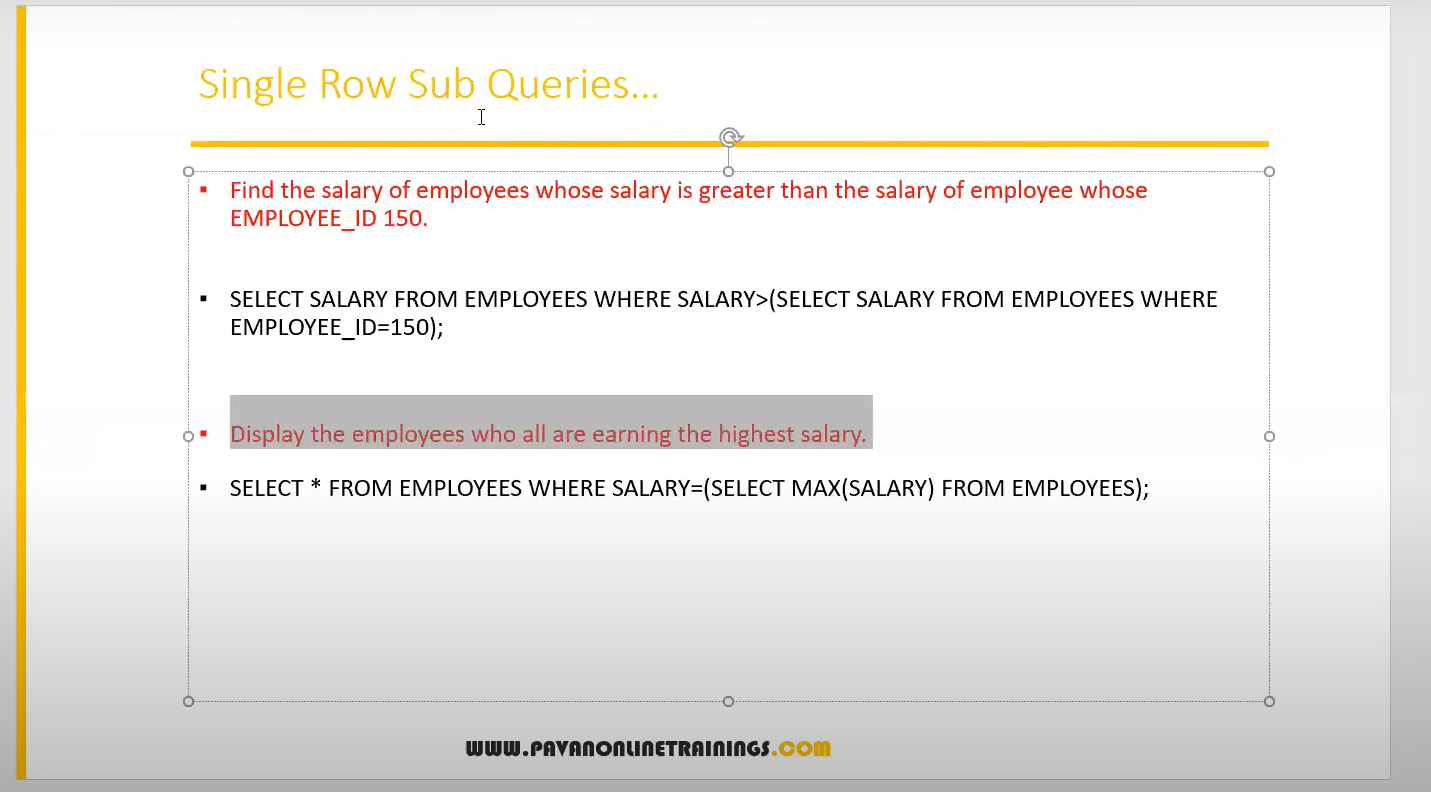 Single Row Sub Queries...
▪ Find the salary of employees whose salary is greater than the salary of employee whose
EMPLOYEE_ID 150.
▪ SELECT SALARY FROM EMPLOYEES WHERE SALARY>(SELECT SALARY FROM EMPLOYEES WHERE
EMPLOYEE_ID=150);
▪ Display the employees who all are earning the highest salary.
▪ SELECT * FROM EMPLOYEES WHERE SALARY=(SELECT MAX(SALARY) FROM EMPLOYEES);
WWW.PAVANONLINETRAININGS.COM